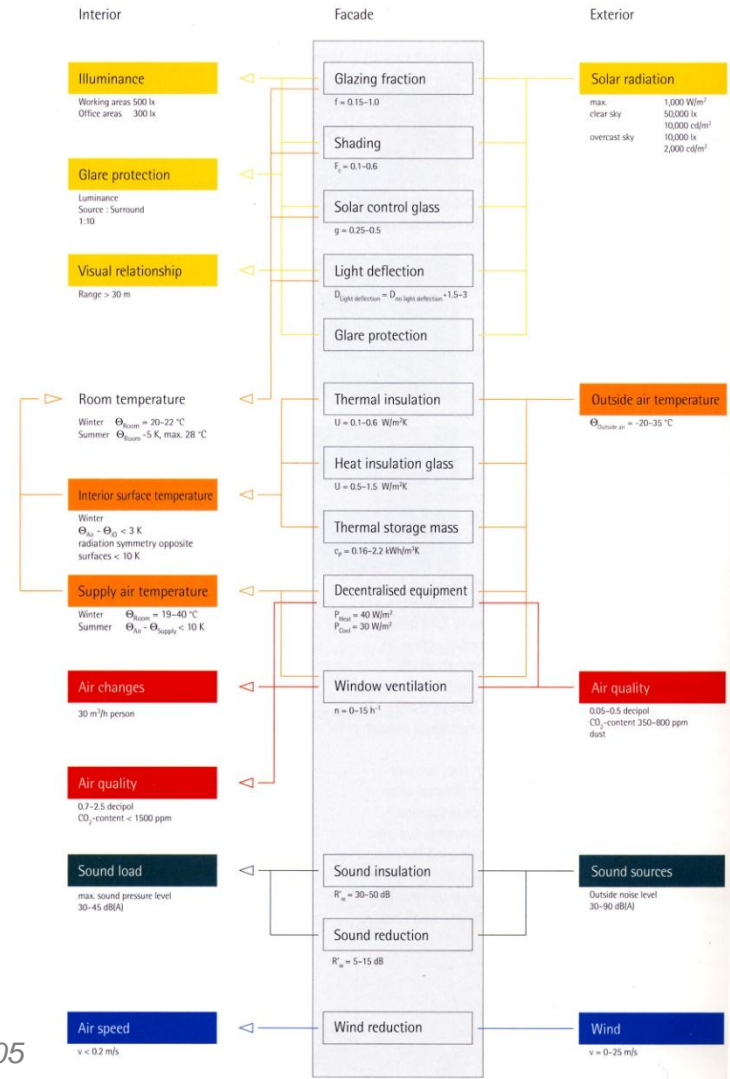 Interior
Facade
Exterior
Illuminance
Working areas 500 lx
Office areas 300 lx
Glare protection
Luminance
Source : Surround
1:10
Visual relationship
Range > 30 m
Room temperature
Winter Θ_Room = 20–22 °C
Summer Θ_Room -5 K, max. 28 °C
Interior surface temperature
Winter
Θ_Air - Θ_iO < 3 K
radiation symmetry opposite
surfaces < 10 K
Supply air temperature
Winter Θ_Room = 19–40 °C
Summer Θ_Air - Θ_Supply < 10 K
Air changes
30 m³/h person
Air quality
0.7–2.5 decipol
CO₂-content < 1500 ppm
Sound load
max. sound pressure level
30–45 dB(A)
Air speed
v < 0.2 m/s
Glazing fraction
f = 0.15–1.0
Shading
F_c = 0.1–0.6
Solar control glass
g = 0.25–0.5
Light deflection
D_Light deflection = D_no light deflection •1.5–3
Glare protection
Thermal insulation
U = 0.1–0.6 W/m²K
Heat insulation glass
U = 0.5–1.5 W/m²K
Thermal storage mass
c_P = 0.16–2.2 kWh/m³K
Decentralised equipment
P_Heat = 40 W/m²
P_Cool = 30 W/m²
Window ventilation
n = 0–15 h⁻¹
Sound insulation
R'_w = 30–50 dB
Sound reduction
R'_w = 5–15 dB
Wind reduction
Solar radiation
max. 1,000 W/m²
clear sky 50,000 lx
10,000 cd/m²
overcast sky 10,000 lx
2,000 cd/m²
Outside air temperature
Θ_Outside air = -20–35 °C
Air quality
0.05–0.5 decipol
CO₂-content 350–800 ppm
dust
Sound sources
Outside noise level
30–90 dB(A)
Wind
v = 0–25 m/s
05